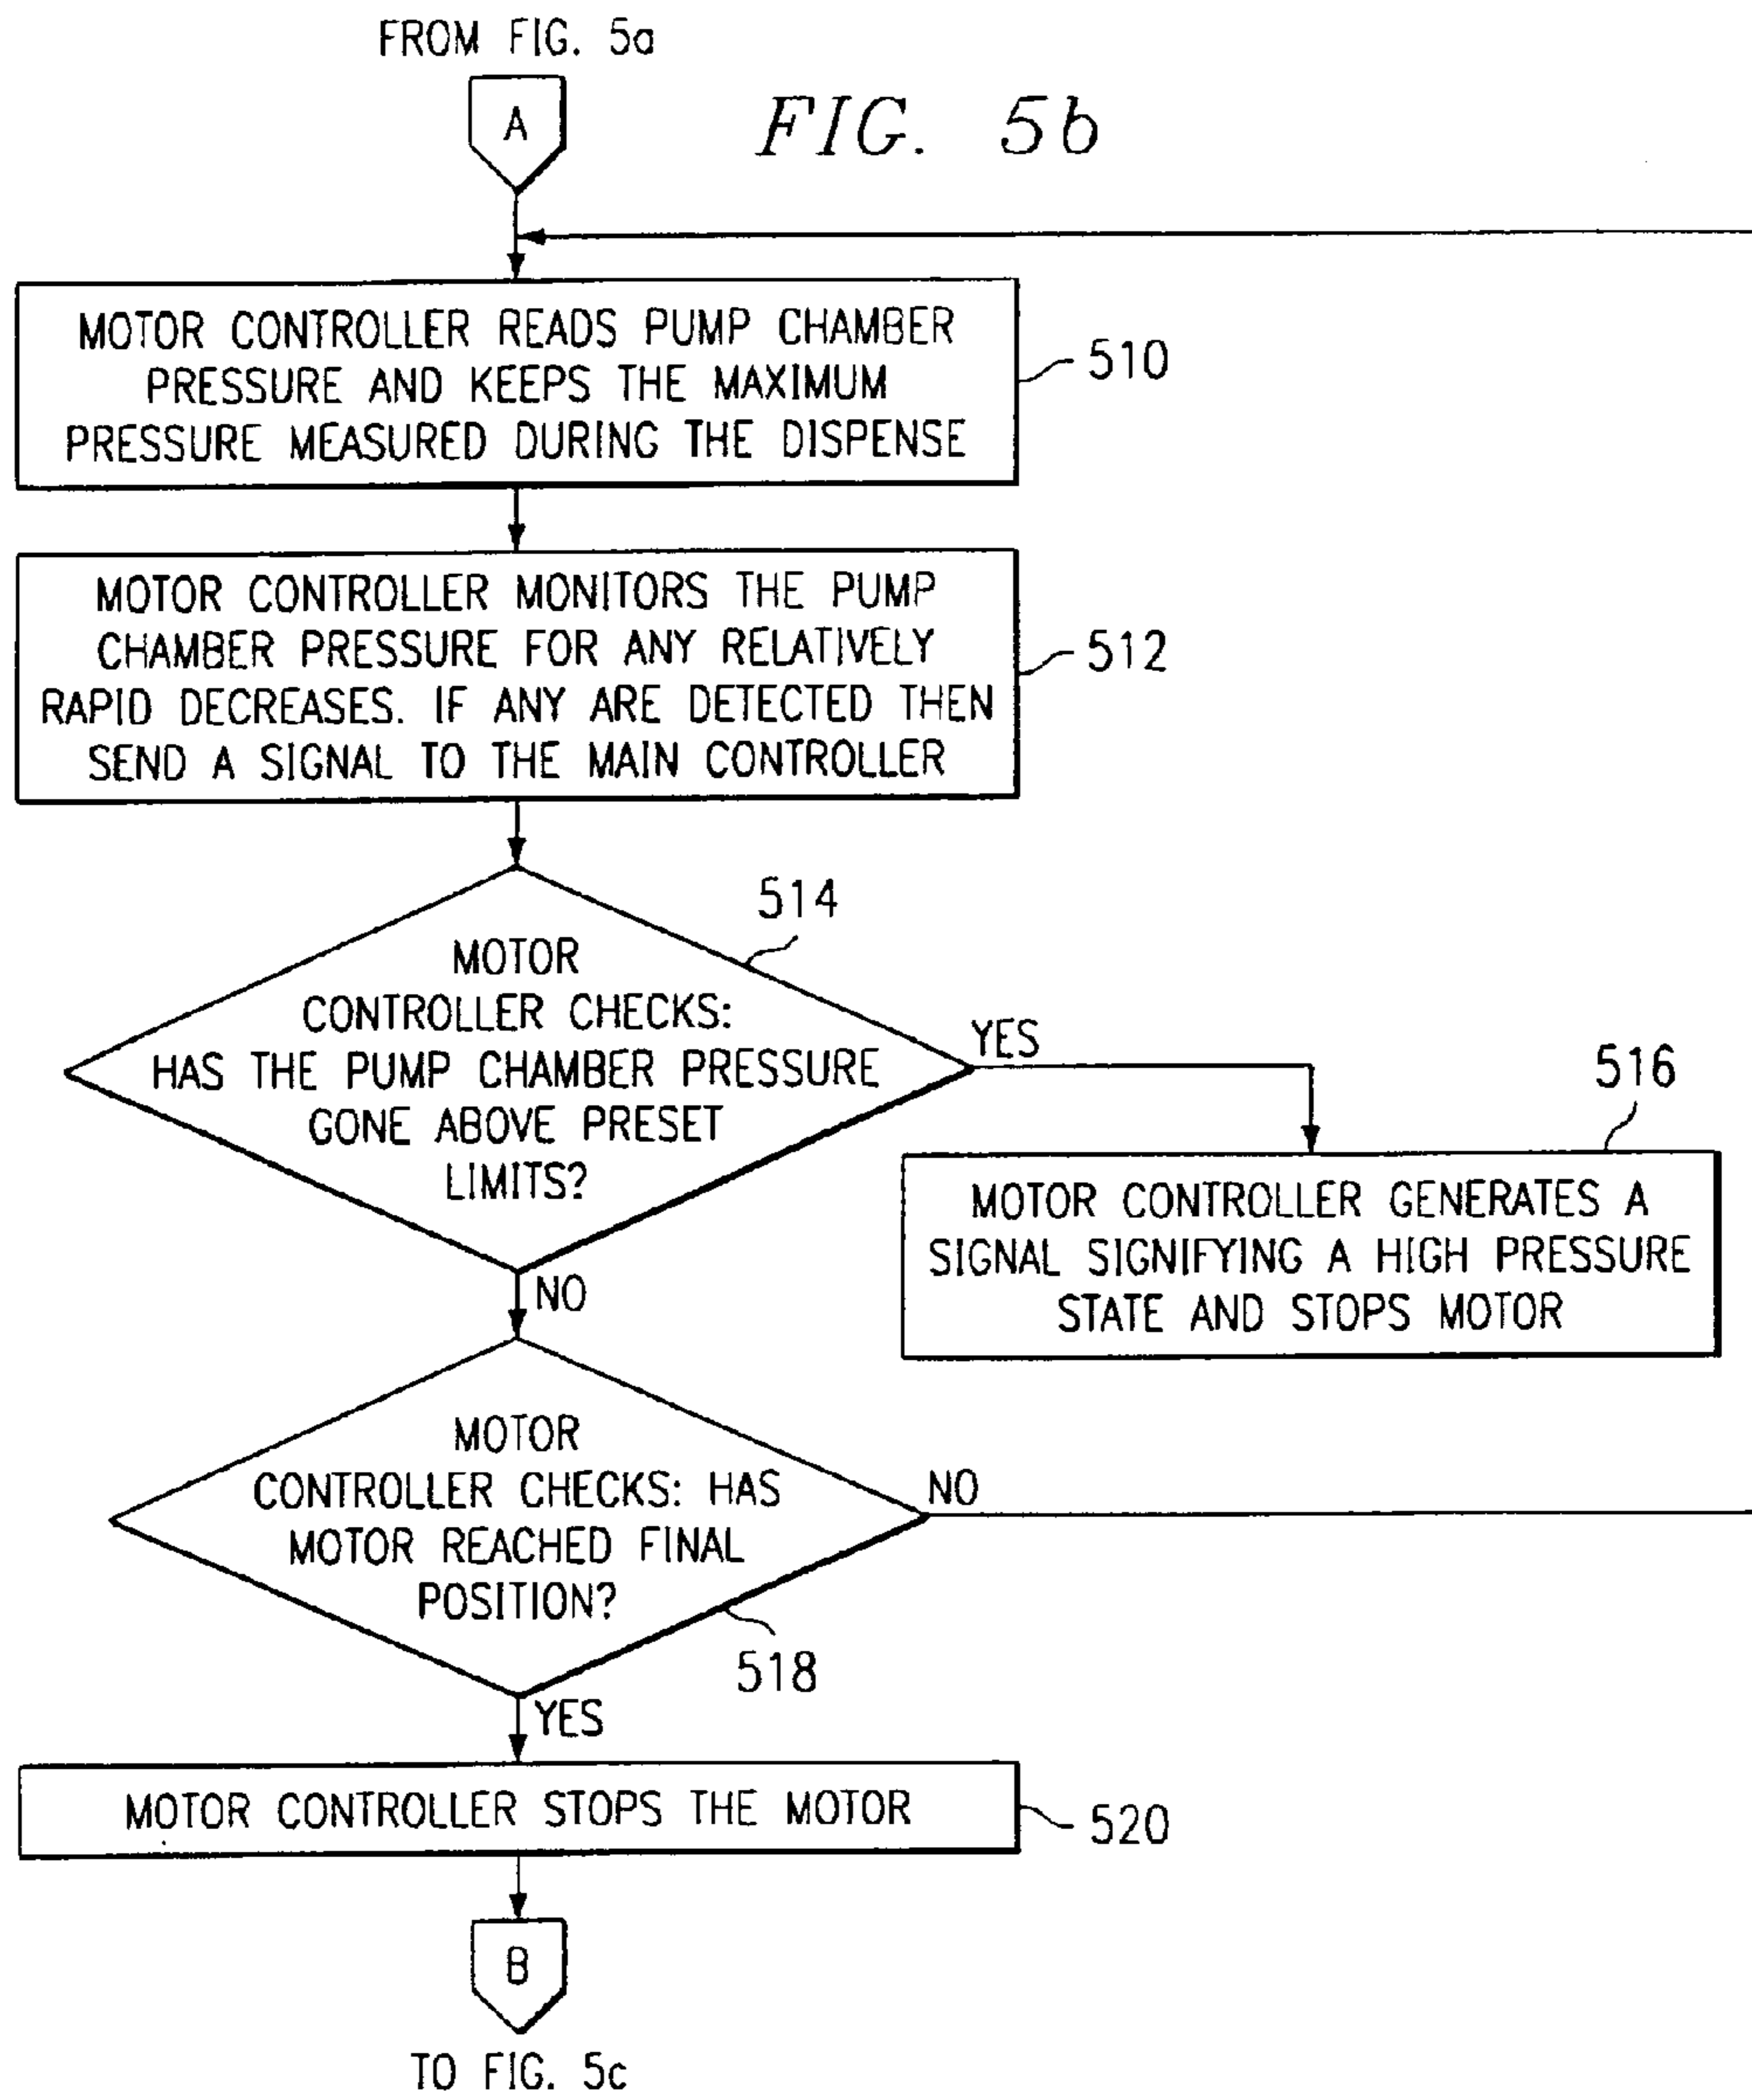 FROM FIG. 5a
A
FIG. 5b
MOTOR CONTROLLER READS PUMP CHAMBER
PRESSURE AND KEEPS THE MAXIMUM
PRESSURE MEASURED DURING THE DISPENSE
510
MOTOR CONTROLLER MONITORS THE PUMP
CHAMBER PRESSURE FOR ANY RELATIVELY
RAPID DECREASES. IF ANY ARE DETECTED THEN
SEND A SIGNAL TO THE MAIN CONTROLLER
512
514
MOTOR
CONTROLLER CHECKS:
HAS THE PUMP CHAMBER PRESSURE
GONE ABOVE PRESET
LIMITS?
YES
516
MOTOR CONTROLLER GENERATES A
SIGNAL SIGNIFYING A HIGH PRESSURE
STATE AND STOPS MOTOR
NO
MOTOR
CONTROLLER CHECKS: HAS
MOTOR REACHED FINAL
POSITION?
NO
518
YES
MOTOR CONTROLLER STOPS THE MOTOR
520
B
TO FIG. 5c